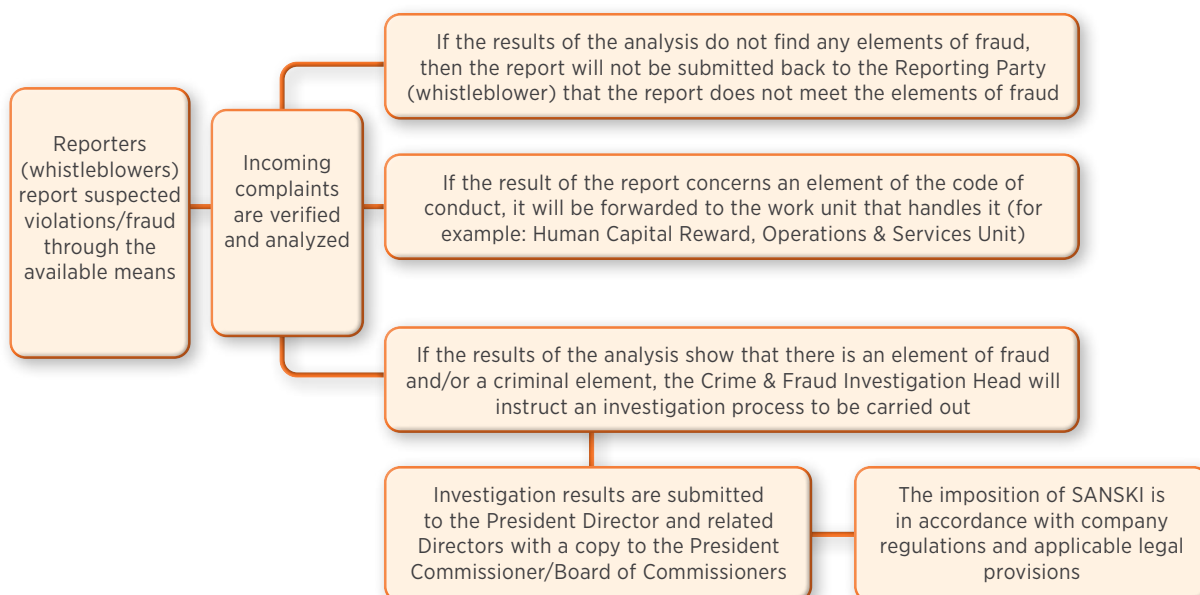 Reporters
(whistleblowers)
report suspected
violations/fraud
through the
available means
Incoming
complaints
are verified
and analyzed
If the results of the analysis do not find any elements of fraud,
then the report will not be submitted back to the Reporting Party
(whistleblower) that the report does not meet the elements of fraud
If the result of the report concerns an element of the code of
conduct, it will be forwarded to the work unit that handles it (for
example: Human Capital Reward, Operations & Services Unit)
If the results of the analysis show that there is an element of fraud
and/or a criminal element, the Crime & Fraud Investigation Head will
instruct an investigation process to be carried out
Investigation results are submitted
to the President Director and related
Directors with a copy to the President
Commissioner/Board of Commissioners
The imposition of SANSKI is
in accordance with company
regulations and applicable legal
provisions